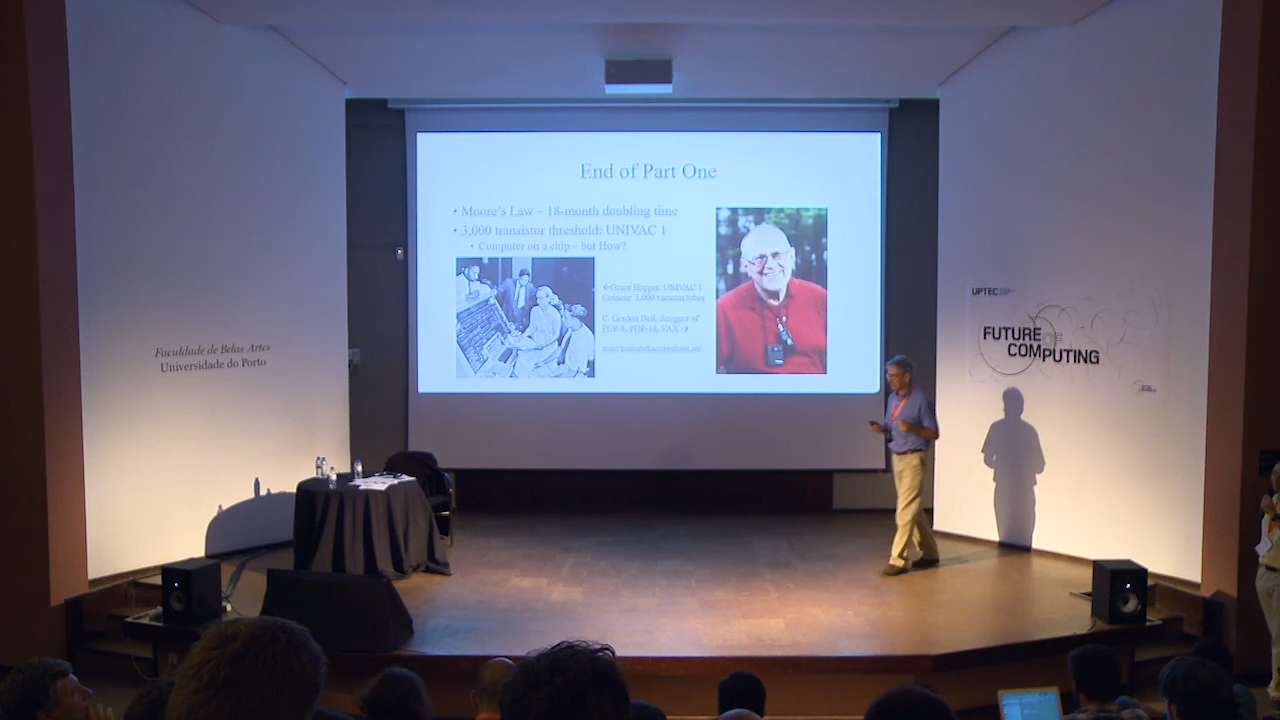 End of Part One
• Moore's Law – 18-month doubling time
• 3,000 transistor threshold: UNIVAC 1
• Computer on a chip – but How?
←Grace Hopper, UNIVAC 1
Console: 3,000 vacuum tubes
C. Gordon Bell, designer of
PDP-8, PDP-10, VAX →
Faculdade de Belas Artes
Universidade do Porto
UPTEC
FUTURE
OF
COMPUTING